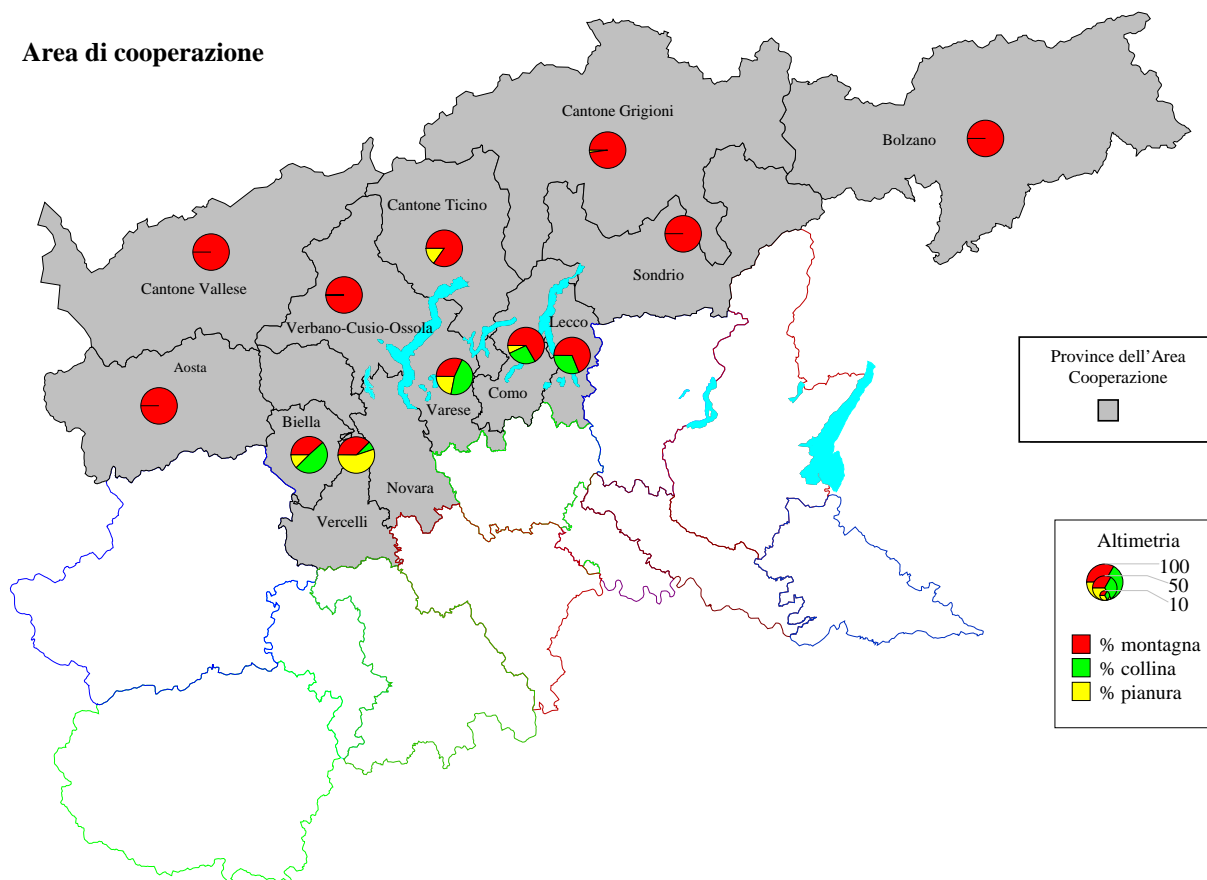 Area di cooperazione
Cantone Grigioni
Bolzano
Cantone Ticino
Cantone Vallese
Sondrio
Verbano-Cusio-Ossola
Lecco
Aosta
Como
Varese
Biella
Novara
Vercelli
Province dell'Area
Cooperazione
Altimetria
100
50
10
% montagna
% collina
% pianura